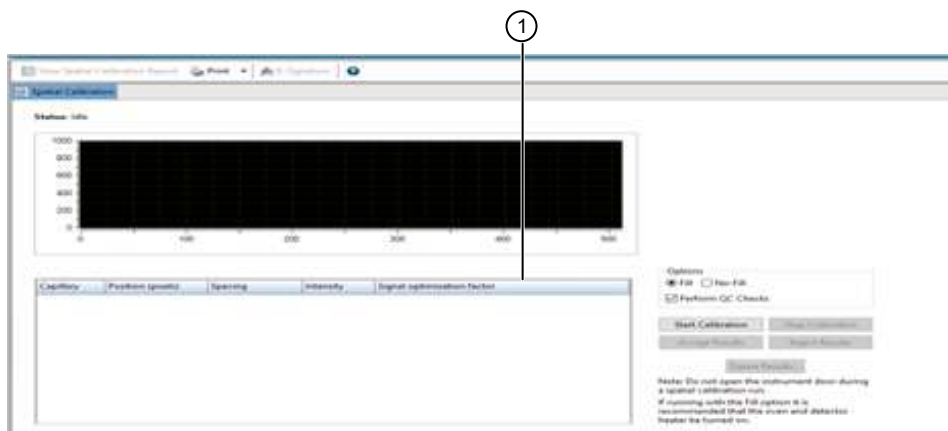 1
View Spatial Calibration Report Print E-Signature
Spatial Calibration
Status: Idle
1000
800
600
400
200
0
0 100 200 300 400 500
Capillary Position (pixels) Spacing Intensity Signal optimization factor
Options
Fill No Fill
Perform QC Checks
Start Calibration Stop Calibration
Accept Results Reject Results
Export Results
Note: Do not open the instrument door during
a spatial calibration run.
If running with the Fill option it is
recommended that the oven and detector
heater be turned on.